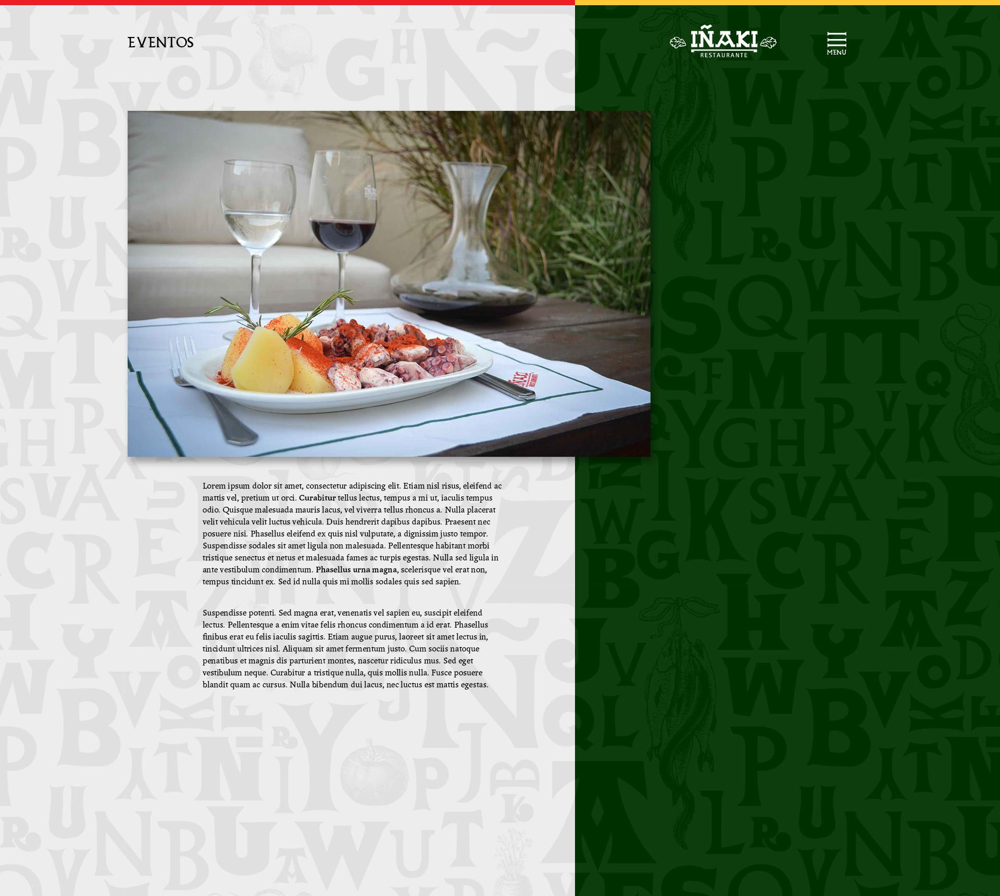 EVENTOS
IÑAKI
RESTAURANTE
MENU
Lorem ipsum dolor sit amet, consectetur adipiscing elit. Etiam nisl risus, eleifend ac
mattis vel, pretium ut orci. Curabitur tellus lectus, tempus a mi ut, iaculis tempus
odio. Quisque malesuada mauris lacus, vel viverra tellus rhoncus a. Nulla placerat
velit vehicula velit luctus vehicula. Duis hendrerit dapibus dapibus. Praesent nec
posuere nisi. Phasellus eleifend ex quis nisl vulputate, a dignissim justo tempor.
Suspendisse sodales sit amet ligula non malesuada. Pellentesque habitant morbi
tristique senectus et netus et malesuada fames ac turpis egestas. Nulla sed ligula in
ante vestibulum condimentum. Phasellus urna magna, scelerisque vel erat non,
tempus tincidunt ex. Sed id nulla quis mi mollis sodales quis sed sapien.
Suspendisse potenti. Sed magna erat, venenatis vel sapien eu, suscipit eleifend
lectus. Pellentesque a enim vitae felis rhoncus condimentum a id erat. Phasellus
finibus erat eu felis iaculis sagittis. Etiam augue purus, laoreet sit amet lectus in,
tincidunt ultrices nisl. Aliquam sit amet fermentum justo. Cum sociis natoque
penatibus et magnis dis parturient montes, nascetur ridiculus mus. Sed eget
vestibulum neque. Curabitur a tristique nulla, quis mollis nulla. Fusce posuere
blandit quam ac cursus. Nulla bibendum dui lacus, nec luctus est mattis egestas.